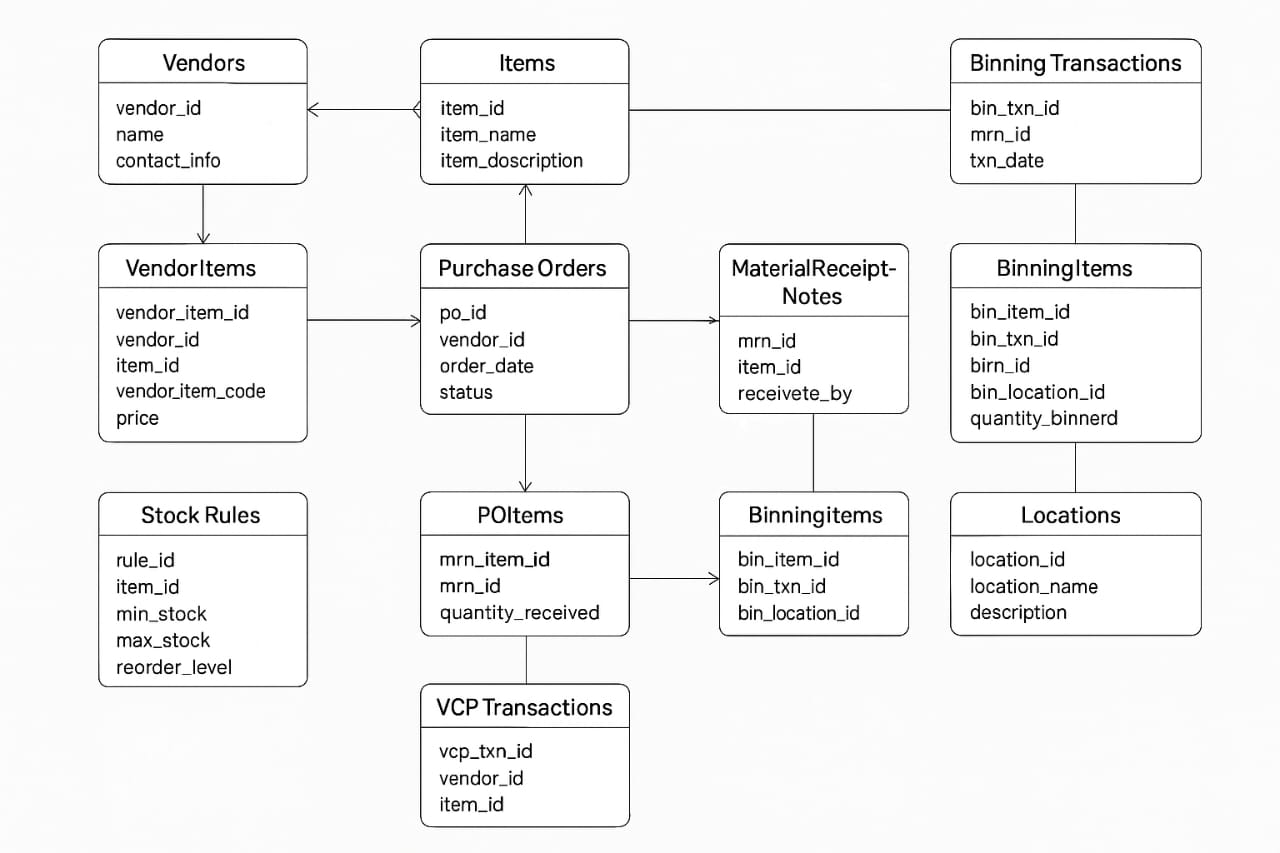 Vendors
vendor_id
name
contact_info
Items
item_id
item_name
item_doscription
Binning Transactions
bin_txn_id
mrn_id
txn_date
VendorItems
vendor_item_id
vendor_id
item_id
vendor_item_code
price
Purchase Orders
po_id
vendor_id
order_date
status
MaterialReceipt-
Notes
mrn_id
item_id
receivete_by
BinningItems
bin_item_id
bin_txn_id
birn_id
bin_location_id
quantity_binnerd
Stock Rules
rule_id
item_id
min_stock
max_stock
reorder_level
POItems
mrn_item_id
mrn_id
quantity_received
Binningitems
bin_item_id
bin_txn_id
bin_location_id
Locations
location_id
location_name
description
VCP Transactions
vcp_txn_id
vendor_id
item_id